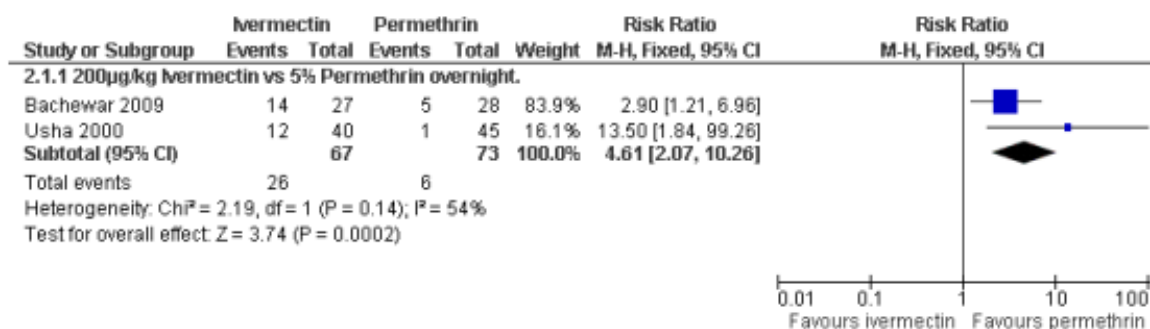 Ivermectin Permethrin Risk Ratio Risk Ratio
Study or Subgroup Events Total Events Total Weight M-H, Fixed, 95% CI M-H, Fixed, 95% CI
2.1.1 200µg/kg Ivermectin vs 5% Permethrin overnight.
Bachewar 2009 14 27 5 28 83.9% 2.90 [1.21, 6.96]
Usha 2000 12 40 1 45 16.1% 13.50 [1.84, 99.26]
Subtotal (95% CI) 67 73 100.0% 4.61 [2.07, 10.26]
Total events 26 6
Heterogeneity: Chi² = 2.19, df = 1 (P = 0.14); I² = 54%
Test for overall effect: Z = 3.74 (P = 0.0002)
0.01 0.1 1 10 100
Favours ivermectin Favours permethrin